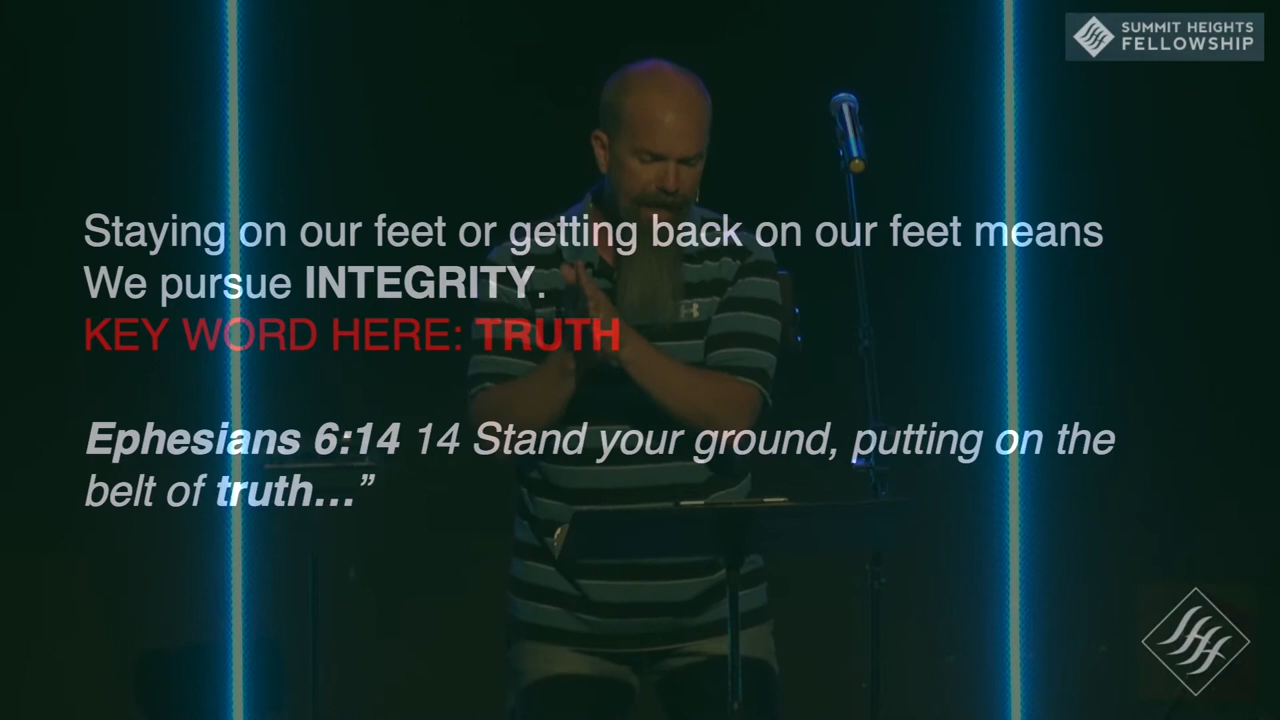 SUMMIT HEIGHTS
FELLOWSHIP
Staying on our feet or getting back on our feet means
We pursue INTEGRITY.
KEY WORD HERE: TRUTH
Ephesians 6:14 14 Stand your ground, putting on the
belt of truth...”